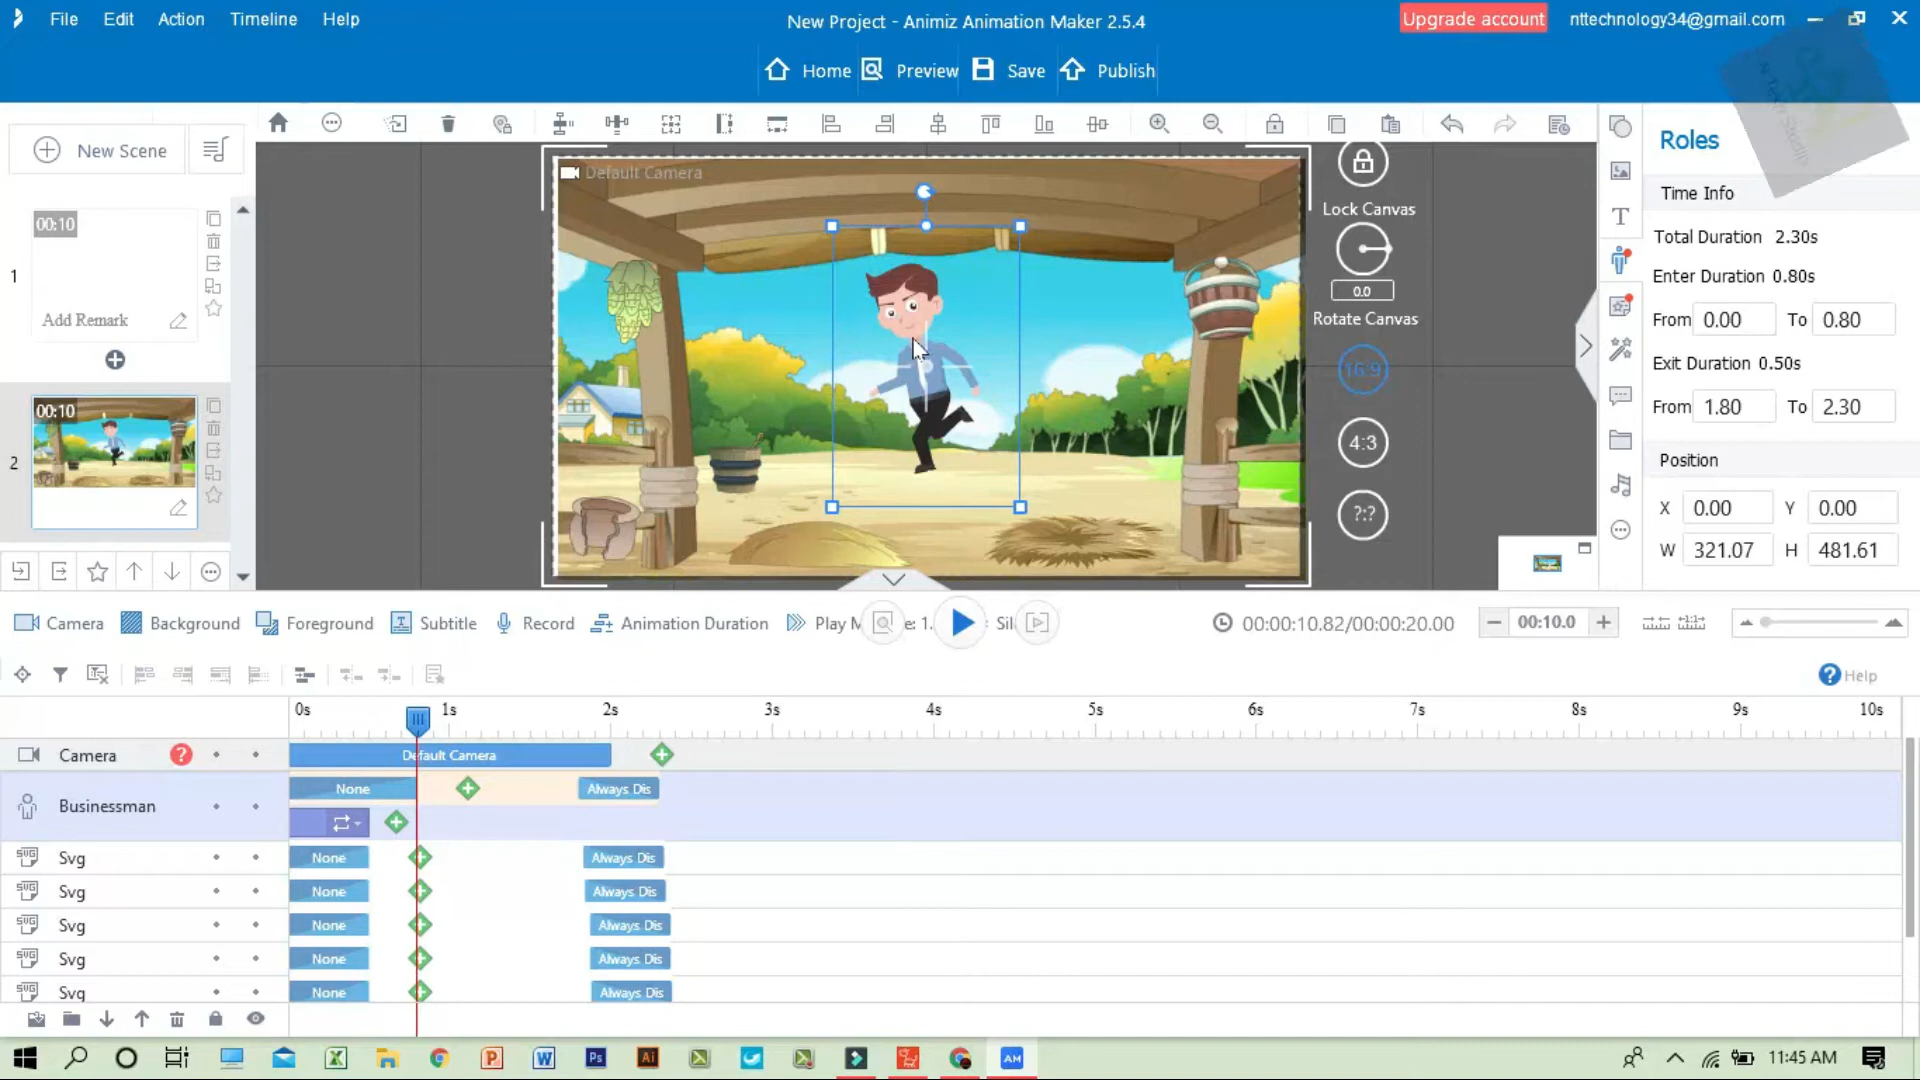 File Edit Action Timeline Help
New Project - Animiz Animation Maker 2.5.4
Upgrade account nttechnology34@gmail.com
Home Preview Save Publish
New Scene
Roles
Default Camera
Time Info
00:10
Lock Canvas
Total Duration 2.30s
1
Enter Duration 0.80s
0.0
From 0.00 To 0.80
Add Remark
Rotate Canvas
Exit Duration 0.50s
16:9
From 1.80 To 2.30
00:10
4:3
2
Position
X 0.00 Y 0.00
?:?
W 321.07 H 481.61
Camera Background Foreground Subtitle Record Animation Duration Play M e: 1. Sil 00:00:10.82/00:00:20.00 00:10.0
Help
0s 1s 2s 3s 4s 5s 6s 7s 8s 9s 10s
Camera ? Default Camera
None Always Dis
Businessman
Svg None Always Dis
Svg None Always Dis
Svg None Always Dis
Svg None Always Dis
Svg None Always Dis
11:45 AM